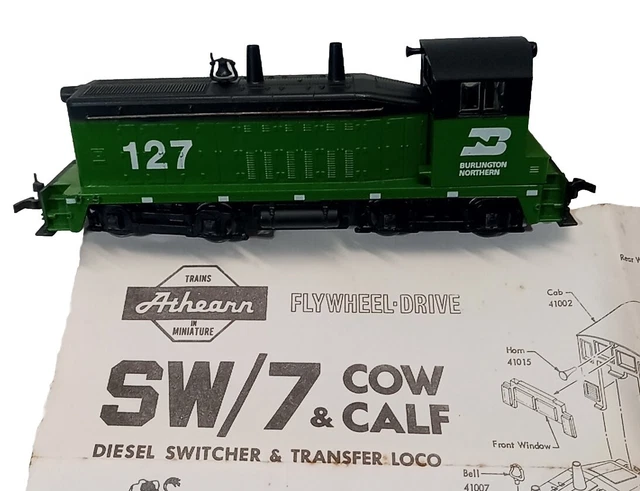 127
BURLINGTON
NORTHERN
TRAINS
Athearn
IN
MINIATURE
FLYWHEEL-DRIVE
SW/7 & COW
CALF
DIESEL SWITCHER & TRANSFER LOCO
Cab
41002
Horn
41015
Front Window
Bell
41007
Rear W